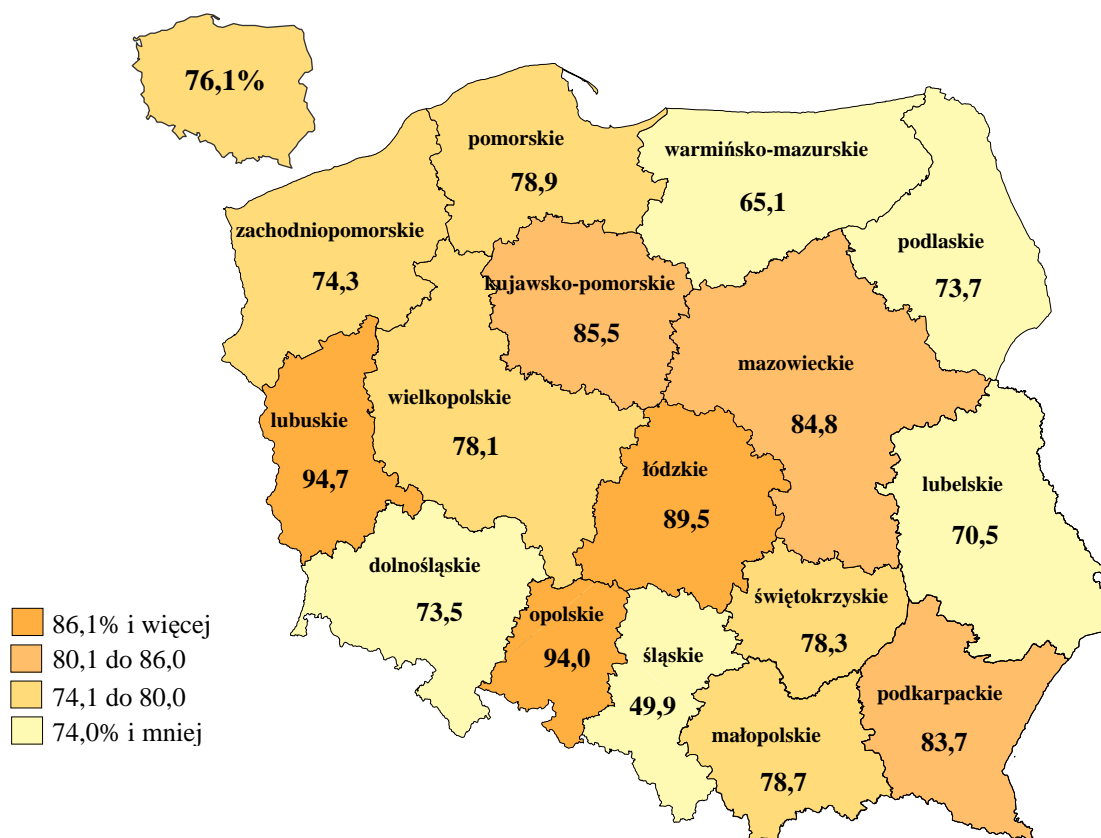 76,1%
pomorskie
78,9
warmińsko-mazurskie
65,1
zachodniopomorskie
74,3
podlaskie
73,7
kujawsko-pomorskie
85,5
mazowieckie
84,8
lubuskie
94,7
wielkopolskie
78,1
łódzkie
89,5
lubelskie
70,5
dolnośląskie
73,5
opolskie
94,0
śląskie
49,9
świętokrzyskie
78,3
małopolskie
78,7
podkarpackie
83,7
86,1% i więcej
80,1 do 86,0
74,1 do 80,0
74,0% i mniej